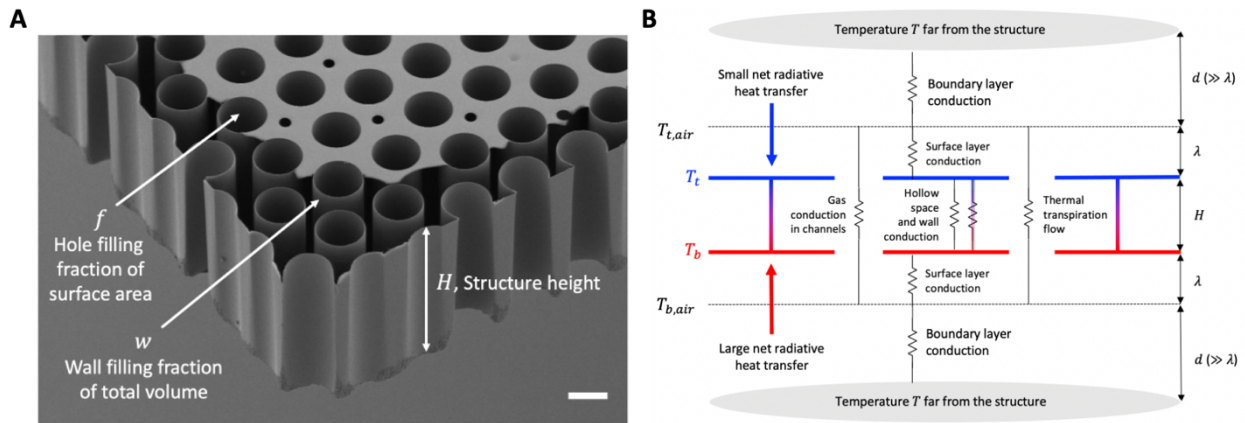 A
f
Hole filling
fraction of
surface area
w
Wall filling fraction
of total volume
H, Structure height
B
Temperature T far from the structure
Small net radiative
heat transfer
Boundary layer
conduction
d (≫ λ)
T_{t,air}
Surface layer
conduction
λ
T_t
Gas
conduction
in channels
Hollow
space
and wall
conduction
Thermal
transpiration
flow
H
T_b
Surface layer
conduction
λ
T_{b,air}
Large net radiative
heat transfer
Boundary layer
conduction
d (≫ λ)
Temperature T far from the structure